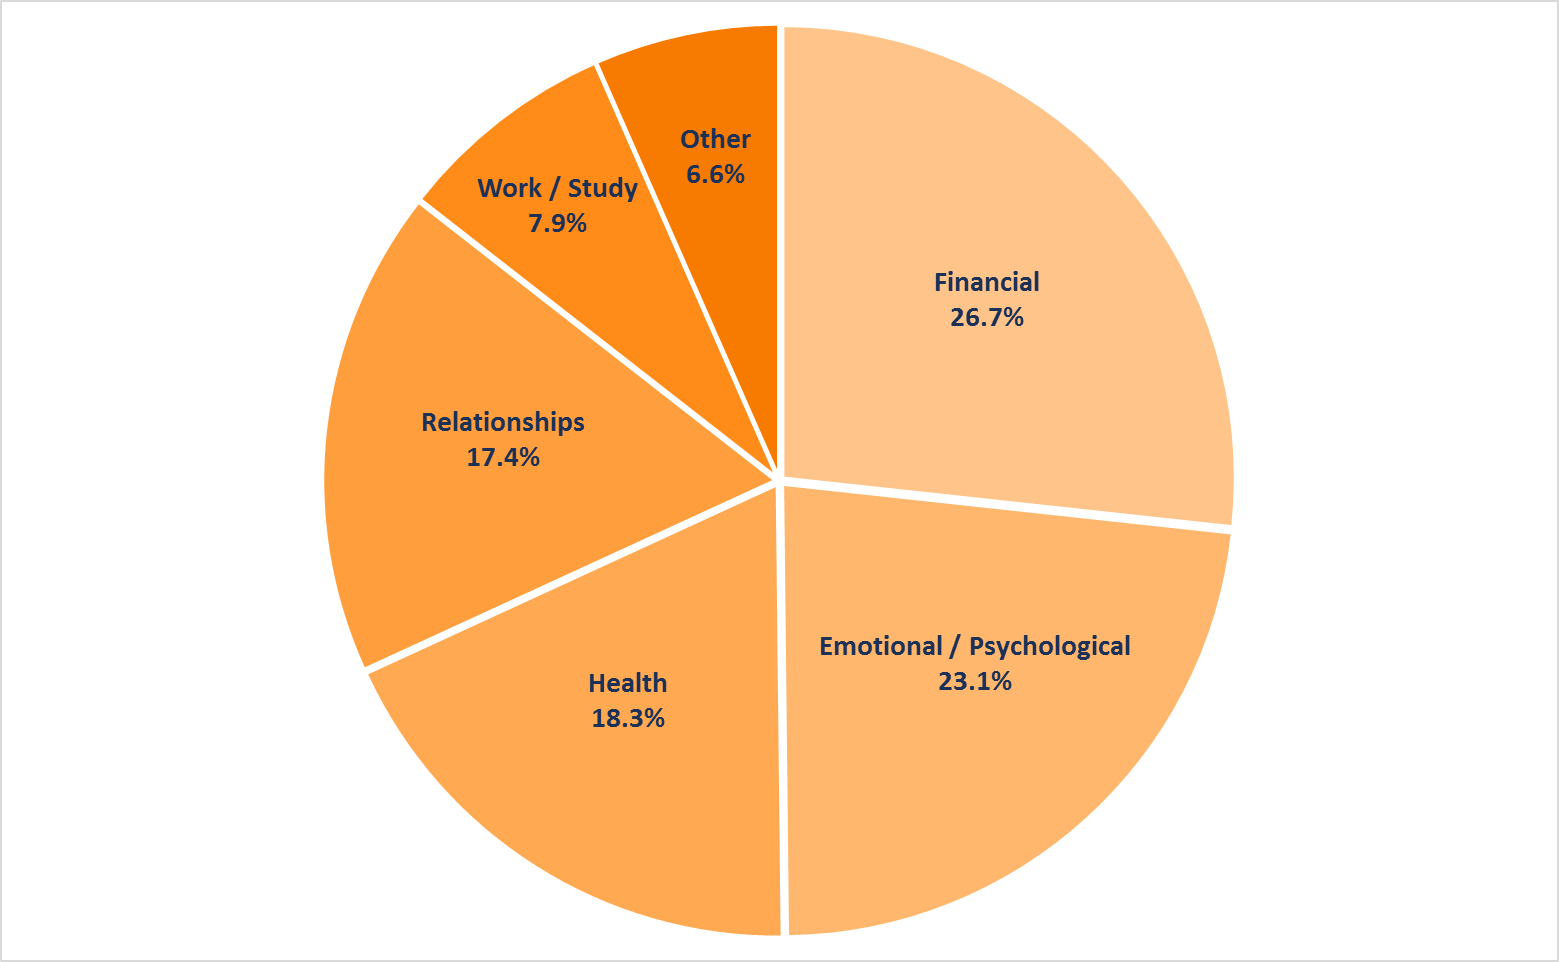 Other
6.6%
Work / Study
7.9%
Financial
26.7%
Relationships
17.4%
Emotional / Psychological
23.1%
Health
18.3%